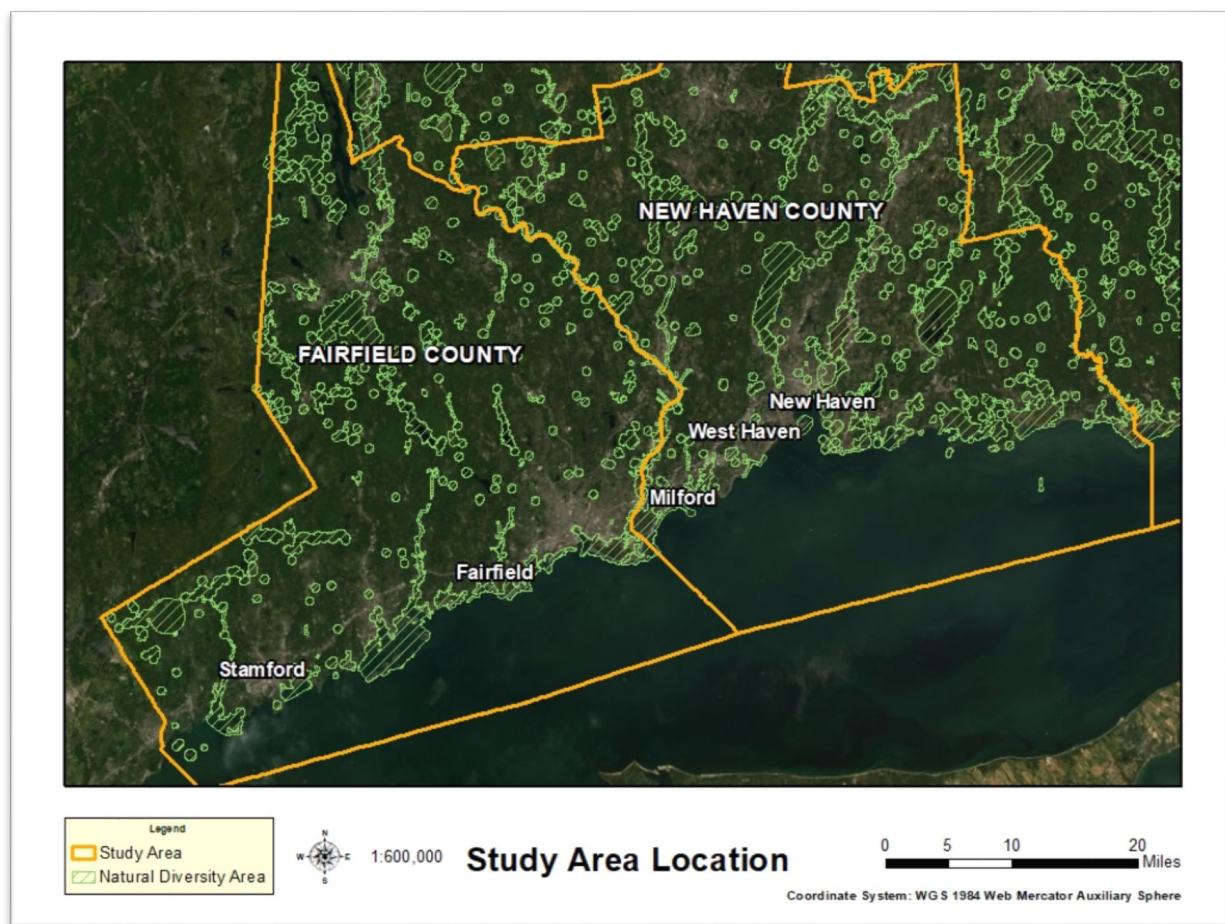 NEW HAVEN COUNTY
FAIRFIELD COUNTY
New Haven
West Haven
Milford
Fairfield
Stamford
Legend
Study Area
Natural Diversity Area
N
W E
S
1:600,000
Study Area Location
0 5 10 20
Miles
Coordinate System: WGS 1984 Web Mercator Auxiliary Sphere